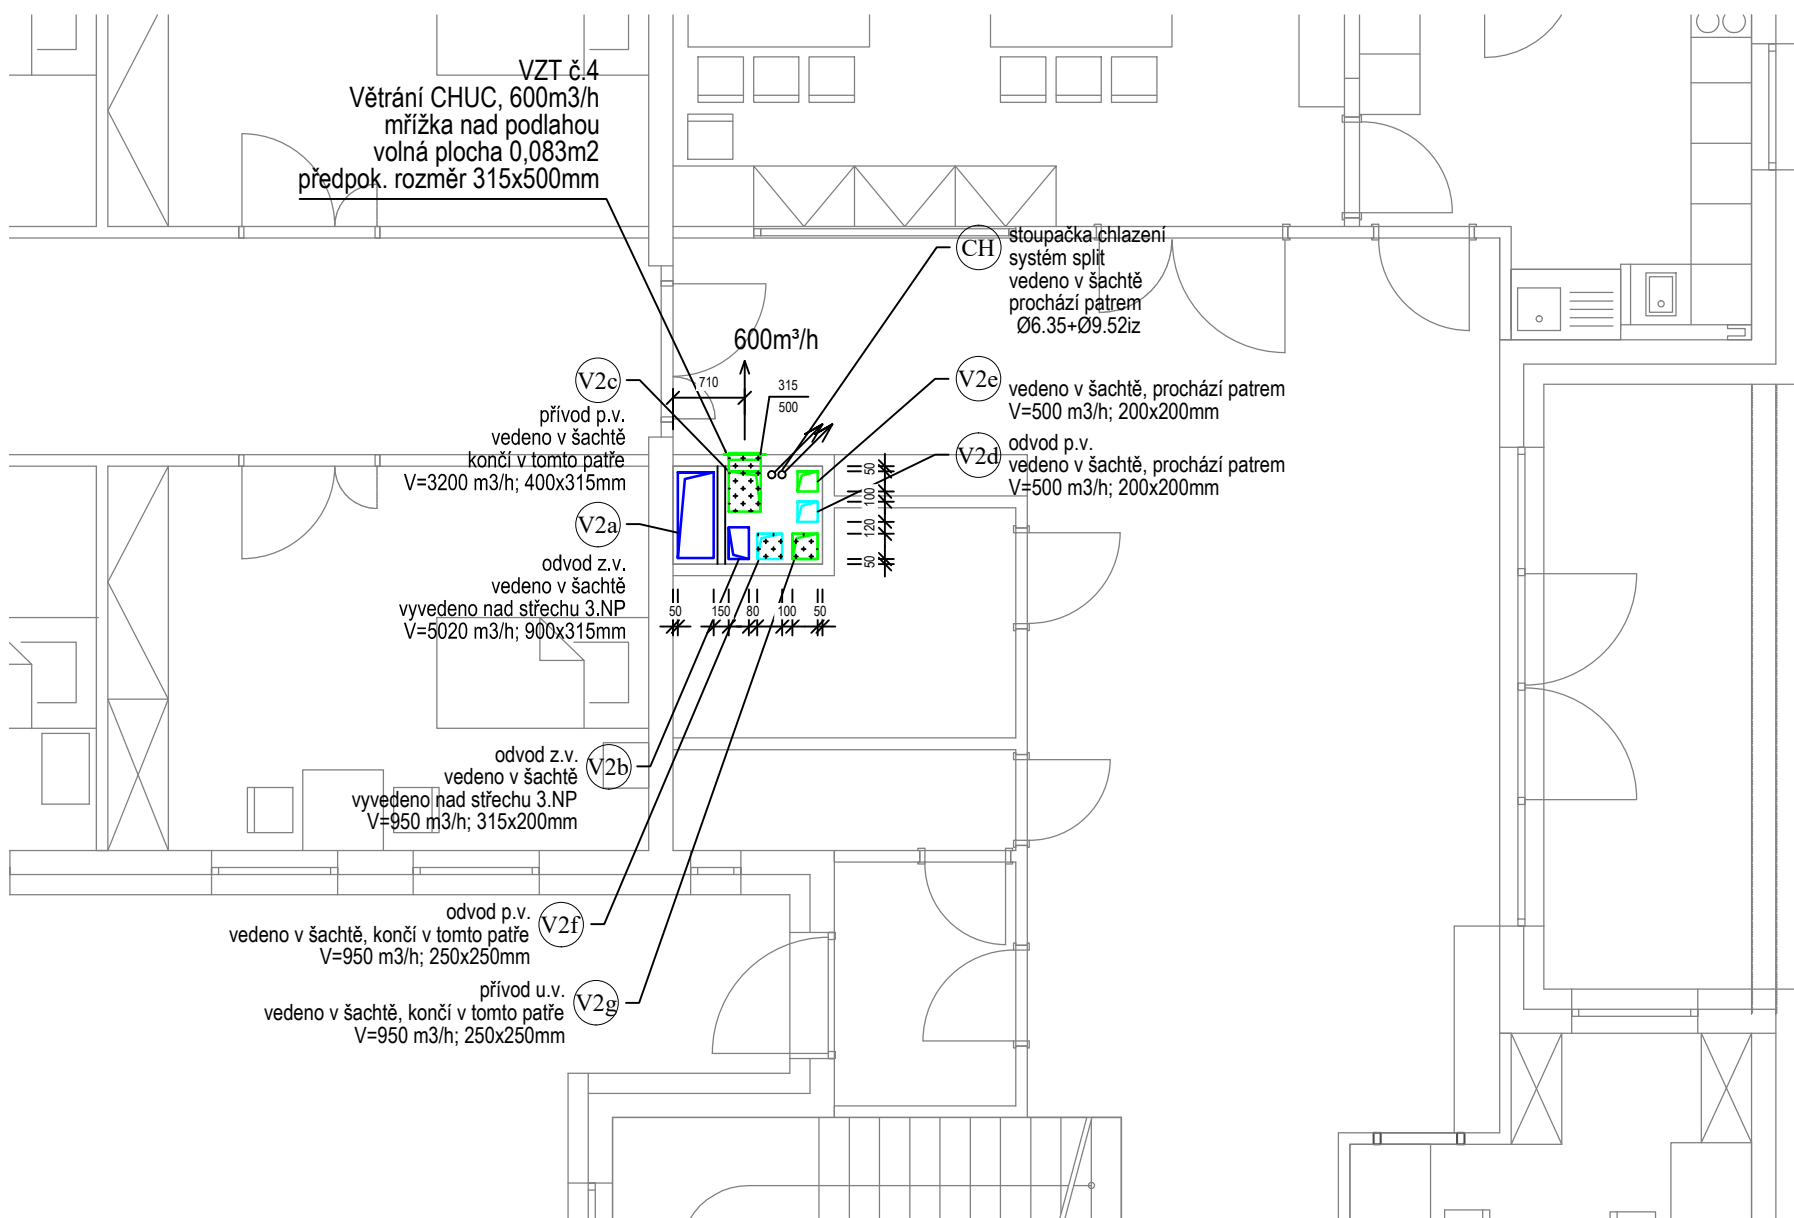 VZT č.4
Větrání CHUC, 600m3/h
mřížka nad podlahou
volná plocha 0,083m2
předpok. rozměr 315x500mm
CH
stoupačka chlazení
systém split
vedeno v šachtě
prochází patrem
Ø6.35+Ø9.52iz
600m³/h
710
315
500
V2c
přívod p.v.
vedeno v šachtě
končí v tomto patře
V=3200 m3/h; 400x315mm
V2e
vedeno v šachtě, prochází patrem
V=500 m3/h; 200x200mm
V2d
odvod p.v.
vedeno v šachtě, prochází patrem
V=500 m3/h; 200x200mm
50
100
120
50
V2a
odvod z.v.
vedeno v šachtě
vyvedeno nad střechu 3.NP
V=5020 m3/h; 900x315mm
50
150
80
100
50
V2b
odvod z.v.
vedeno v šachtě
vyvedeno nad střechu 3.NP
V=950 m3/h; 315x200mm
V2f
odvod p.v.
vedeno v šachtě, končí v tomto patře
V=950 m3/h; 250x250mm
V2g
přívod u.v.
vedeno v šachtě, končí v tomto patře
V=950 m3/h; 250x250mm